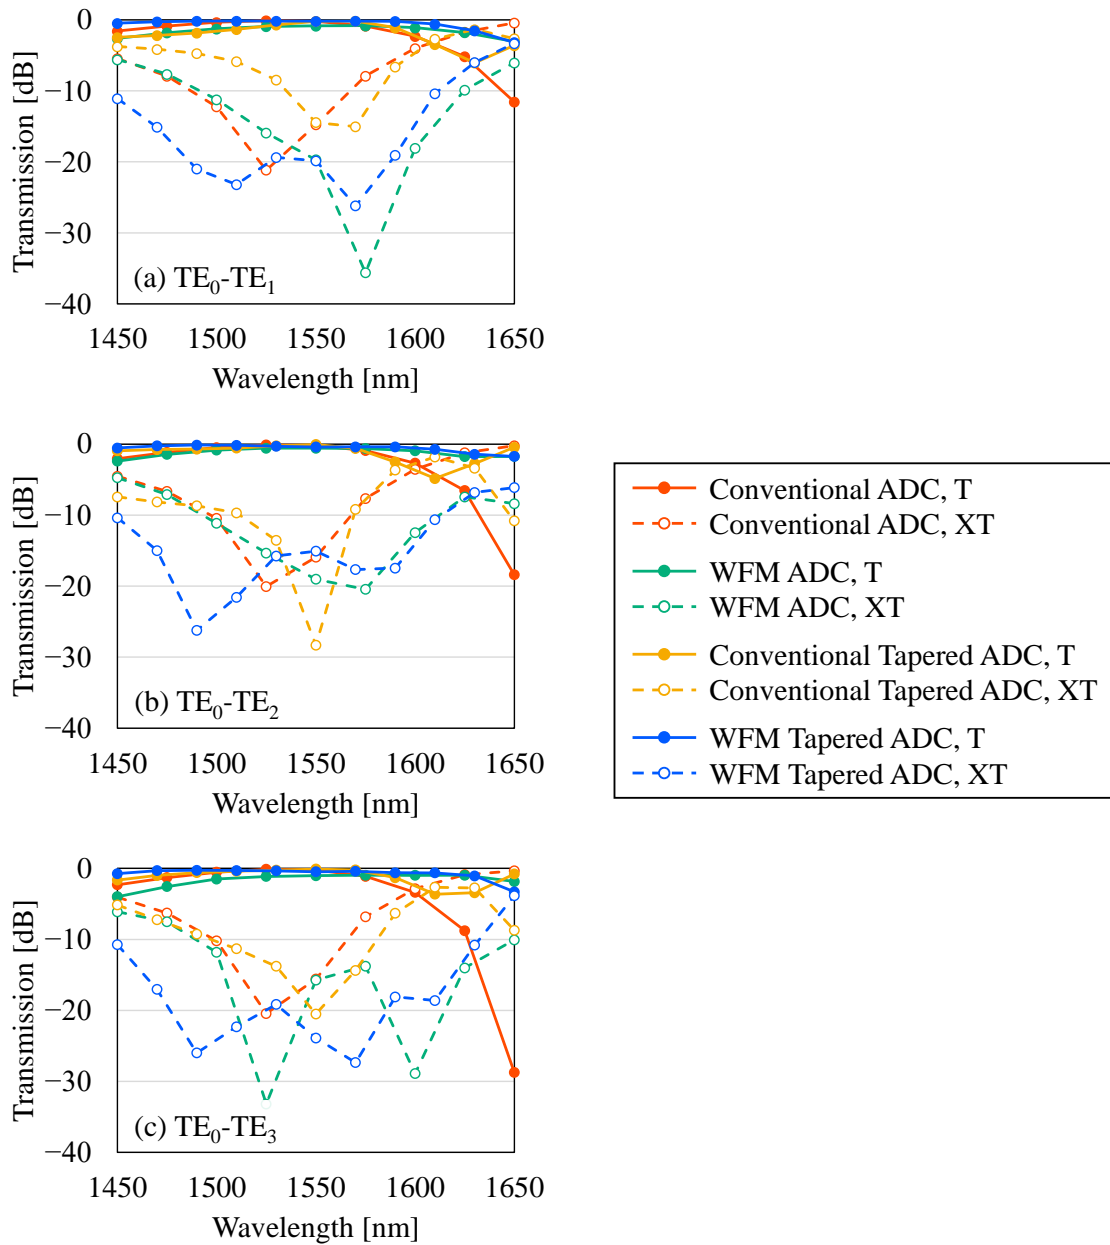 Transmission [dB]
0
−10
−20
−30
−40
(a) TE0-TE1
1450 1500 1550 1600 1650
Wavelength [nm]
Transmission [dB]
0
−10
−20
−30
−40
(b) TE0-TE2
1450 1500 1550 1600 1650
Wavelength [nm]
Conventional ADC, T
Conventional ADC, XT
WFM ADC, T
WFM ADC, XT
Conventional Tapered ADC, T
Conventional Tapered ADC, XT
WFM Tapered ADC, T
WFM Tapered ADC, XT
Transmission [dB]
0
−10
−20
−30
−40
(c) TE0-TE3
1450 1500 1550 1600 1650
Wavelength [nm]